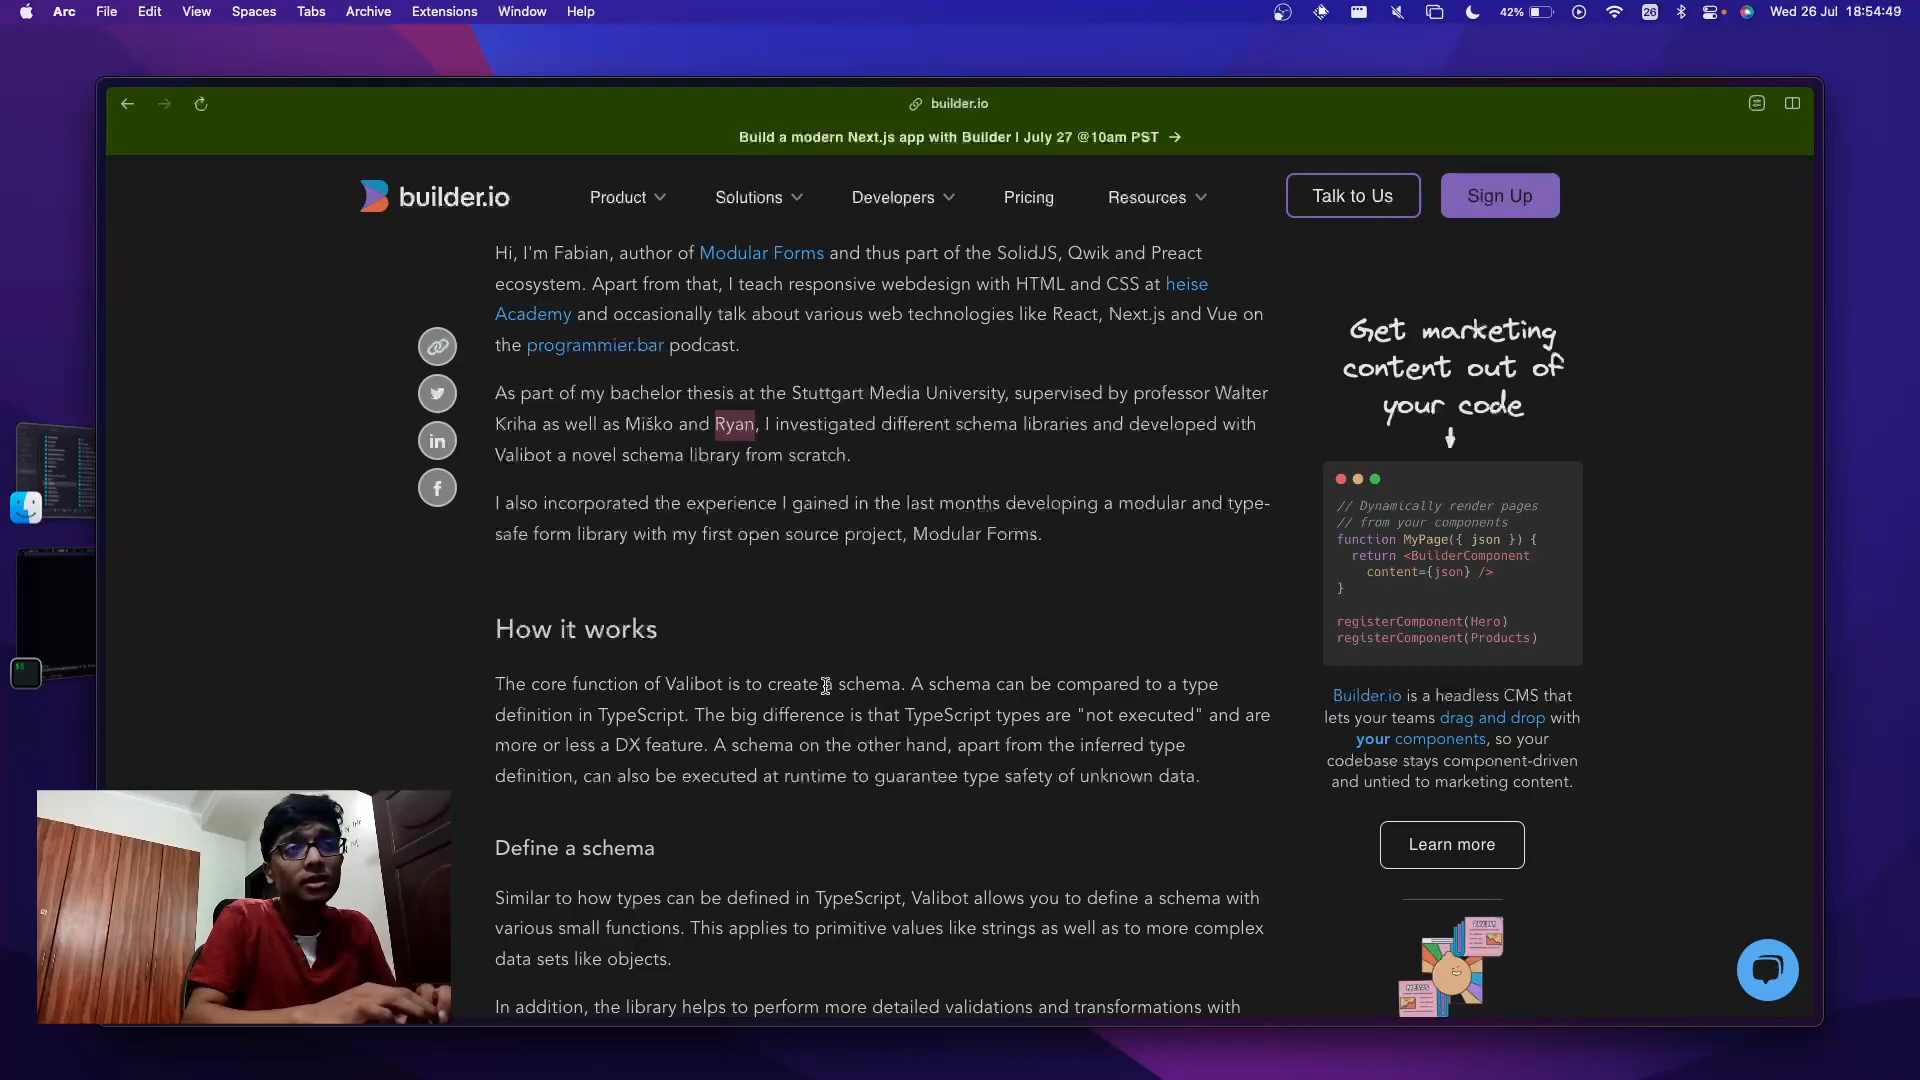 Arc File Edit View Spaces Tabs Archive Extensions Window Help 42% 26 Wed 26 Jul 18:54:49
builder.io
Build a modern Next.js app with Builder | July 27 @10am PST →
builder.io Product Solutions Developers Pricing Resources Talk to Us Sign Up
Hi, I'm Fabian, author of Modular Forms and thus part of the SolidJS, Qwik and Preact
ecosystem. Apart from that, I teach responsive webdesign with HTML and CSS at heise
Academy and occasionally talk about various web technologies like React, Next.js and Vue on
the programmier.bar podcast.
As part of my bachelor thesis at the Stuttgart Media University, supervised by professor Walter
Kriha as well as Miško and Ryan, I investigated different schema libraries and developed with
Valibot a novel schema library from scratch.
I also incorporated the experience I gained in the last months developing a modular and type-
safe form library with my first open source project, Modular Forms.
How it works
The core function of Valibot is to create a schema. A schema can be compared to a type
definition in TypeScript. The big difference is that TypeScript types are "not executed" and are
more or less a DX feature. A schema on the other hand, apart from the inferred type
definition, can also be executed at runtime to guarantee type safety of unknown data.
Define a schema
Similar to how types can be defined in TypeScript, Valibot allows you to define a schema with
various small functions. This applies to primitive values like strings as well as to more complex
data sets like objects.
In addition, the library helps to perform more detailed validations and transformations with
Get marketing
content out of
your code
// Dynamically render pages
// from your components
function MyPage({ json }) {
return <BuilderComponent
content={json} />
}
registerComponent(Hero)
registerComponent(Products)
Builder.io is a headless CMS that
lets your teams drag and drop with
your components, so your
codebase stays component-driven
and untied to marketing content.
Learn more